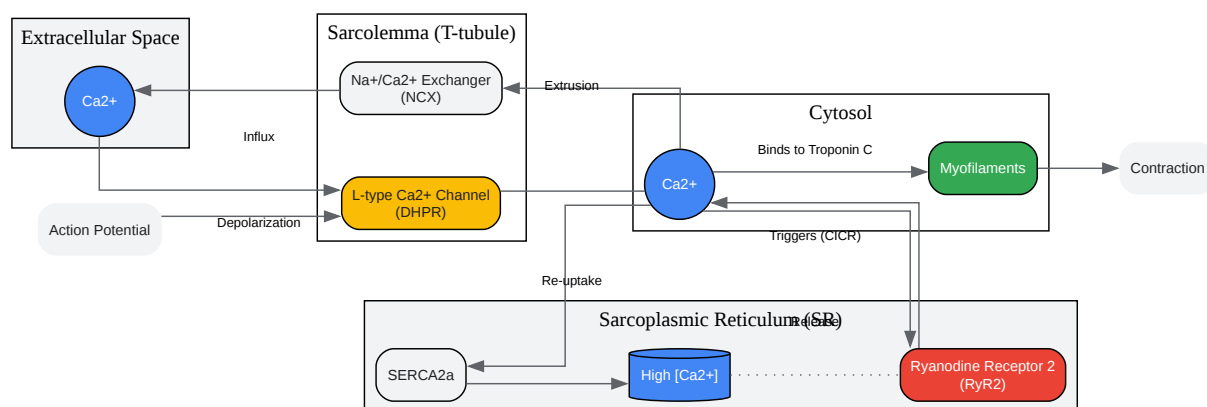 Extracellular Space
Ca2+
Sarcolemma (T-tubule)
Na+/Ca2+ Exchanger
(NCX)
Extrusion
Influx
L-type Ca2+ Channel
(DHPR)
Action Potential
Depolarization
Cytosol
Ca2+
Binds to Troponin C
Myofilaments
Contraction
Triggers (CICR)
Re-uptake
Sarcoplasmic Reticulum (SR)
Release
SERCA2a
High [Ca2+]
Ryanodine Receptor 2
(RyR2)